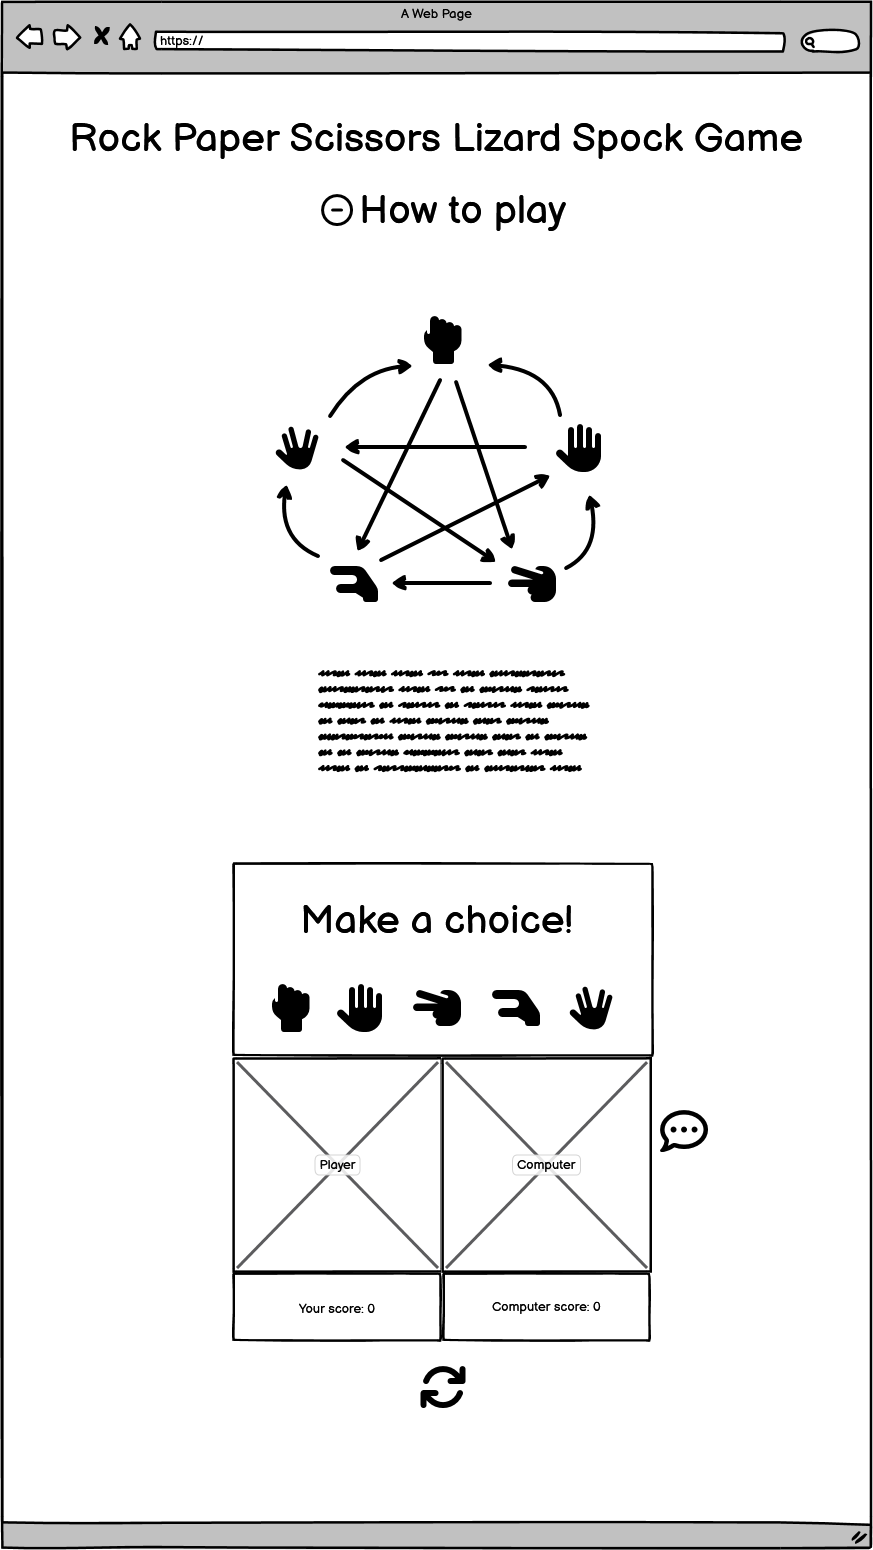 A Web Page
https://
Rock Paper Scissors Lizard Spock Game
How to play
Make a choice!
Player
Computer
Your score: 0
Computer score: 0